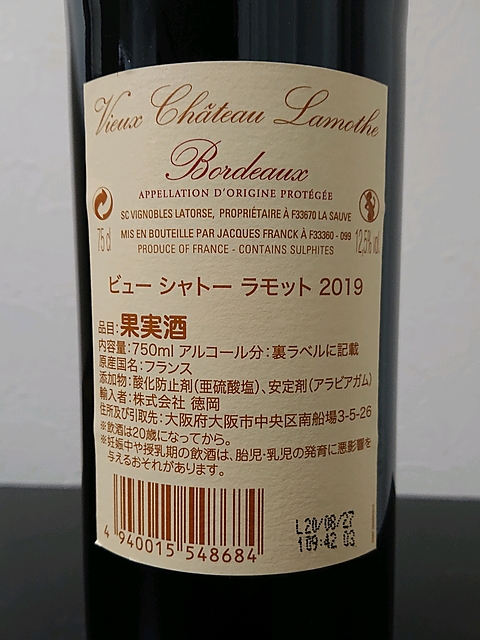 Vieux Château Lamothe
Bordeaux
APPELLATION D'ORIGINE PROTÉGÉE
SC VIGNOBLES LATORSE, PROPRIÉTAIRE À F33670 LA SAUVE
MIS EN BOUTEILLE PAR JACQUES FRANCK À F33360 - 099
75 cl
12,5% vol
PRODUCE OF FRANCE - CONTAINS SULPHITES
ビュー シャトー ラモット 2019
品目:果実酒
内容量:750ml アルコール分:裏ラベルに記載
原産国名:フランス
添加物:酸化防止剤(亜硫酸塩)、安定剤(アラビアガム)
輸入者:株式会社 徳岡
住所及び引取先:大阪府大阪市中央区南船場3-5-26
※飲酒は20歳になってから。
※妊娠中や授乳期の飲酒は、胎児・乳児の発育に悪影響を
与えるおそれがあります。
4 940015 548684
L20/08/27
1 09:42 03